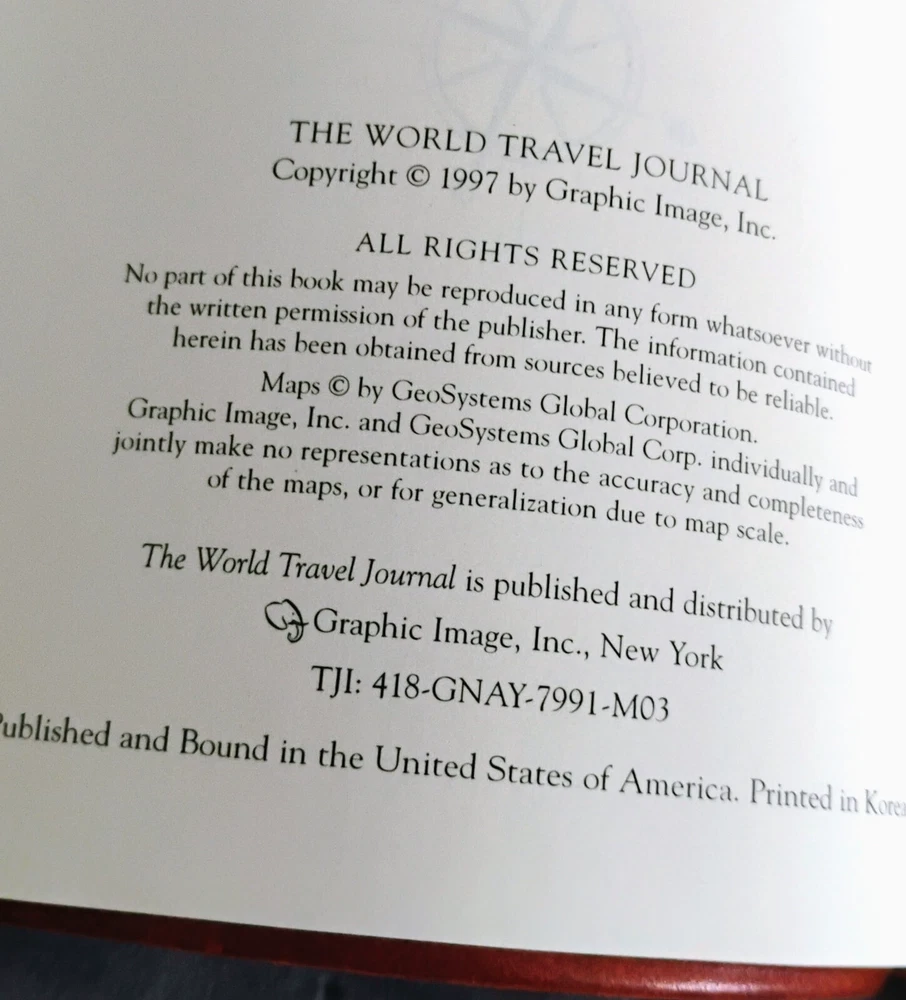 THE WORLD TRAVEL JOURNAL
Copyright © 1997 by Graphic Image, Inc.
ALL RIGHTS RESERVED
No part of this book may be reproduced in any form whatsoever without
the written permission of the publisher. The information contained
herein has been obtained from sources believed to be reliable.
Maps © by GeoSystems Global Corporation.
Graphic Image, Inc. and GeoSystems Global Corp. individually and
jointly make no representations as to the accuracy and completeness
of the maps, or for generalization due to map scale.
The World Travel Journal is published and distributed by
Graphic Image, Inc., New York
TJI: 418-GNAY-7991-M03
Published and Bound in the United States of America. Printed in Korea